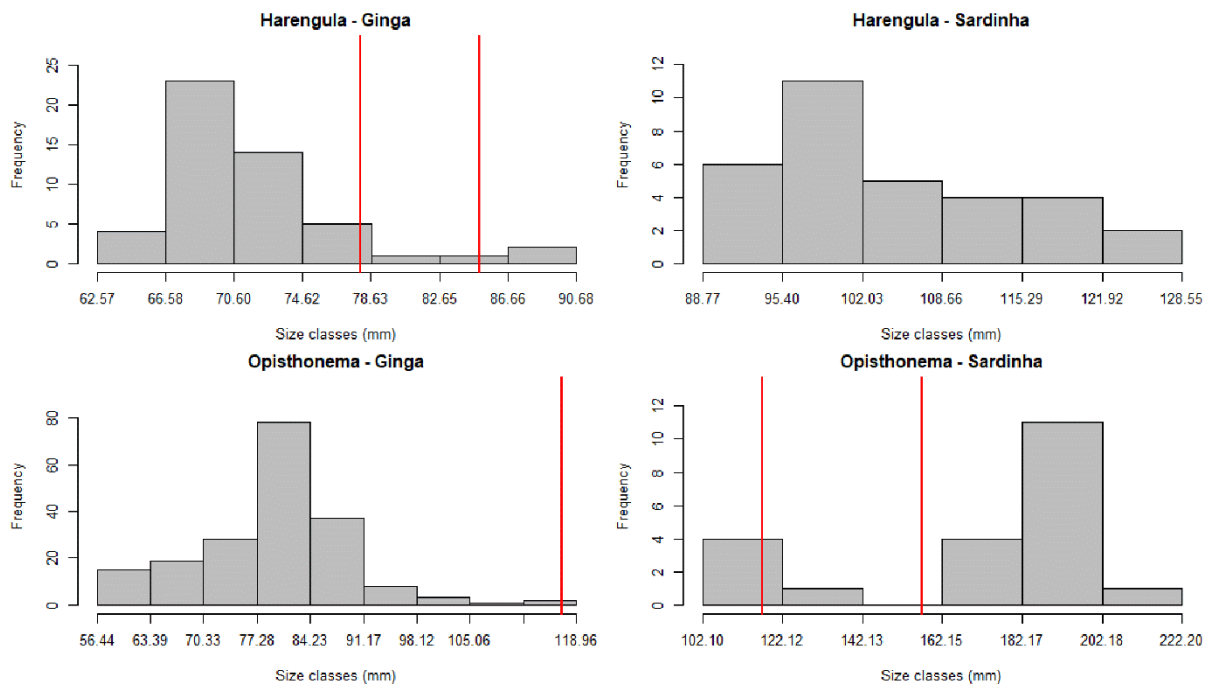 Harengula - Ginga
Frequency
0 5 10 15 20 25
62.57 66.58 70.60 74.62 78.63 82.65 86.66 90.68
Size classes (mm)
Harengula - Sardinha
Frequency
0 2 4 6 8 10 12
88.77 95.40 102.03 108.66 115.29 121.92 128.55
Size classes (mm)
Opisthonema - Ginga
Frequency
0 20 40 60 80
56.44 63.39 70.33 77.28 84.23 91.17 98.12 105.06 118.96
Size classes (mm)
Opisthonema - Sardinha
Frequency
0 2 4 6 8 10 12
102.10 122.12 142.13 162.15 182.17 202.18 222.20
Size classes (mm)